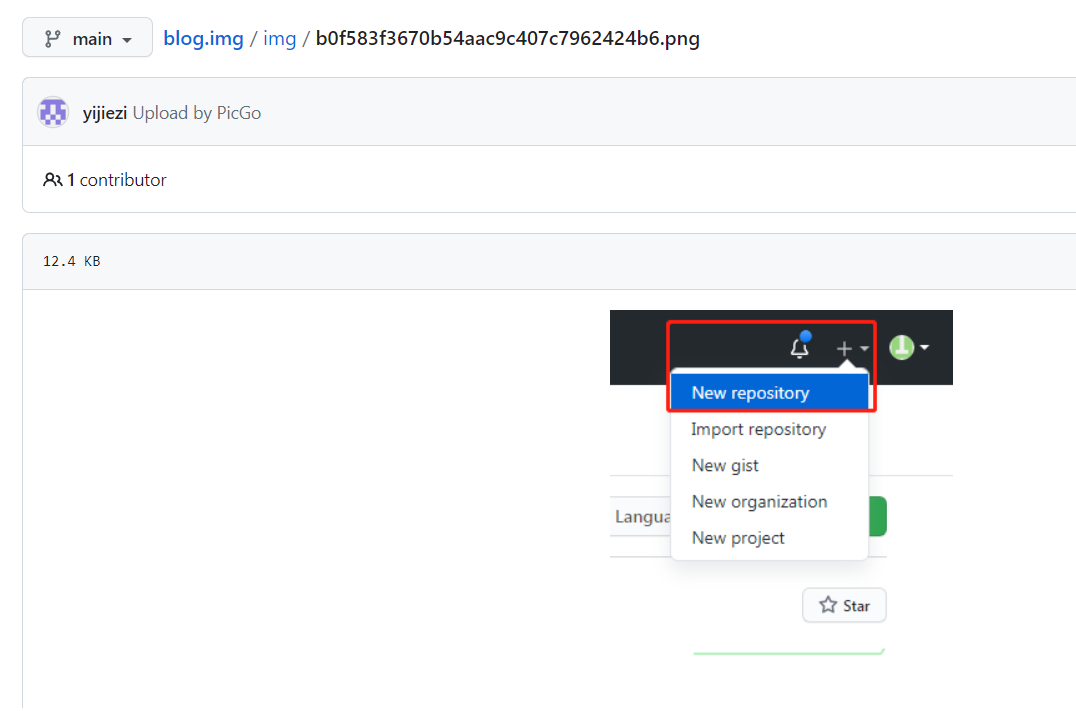 main blog.img / img / b0f583f3670b54aac9c407c7962424b6.png
yijiezi Upload by PicGo
1 contributor
12.4 KB
New repository
Import repository
New gist
New organization
Langua
New project
Star